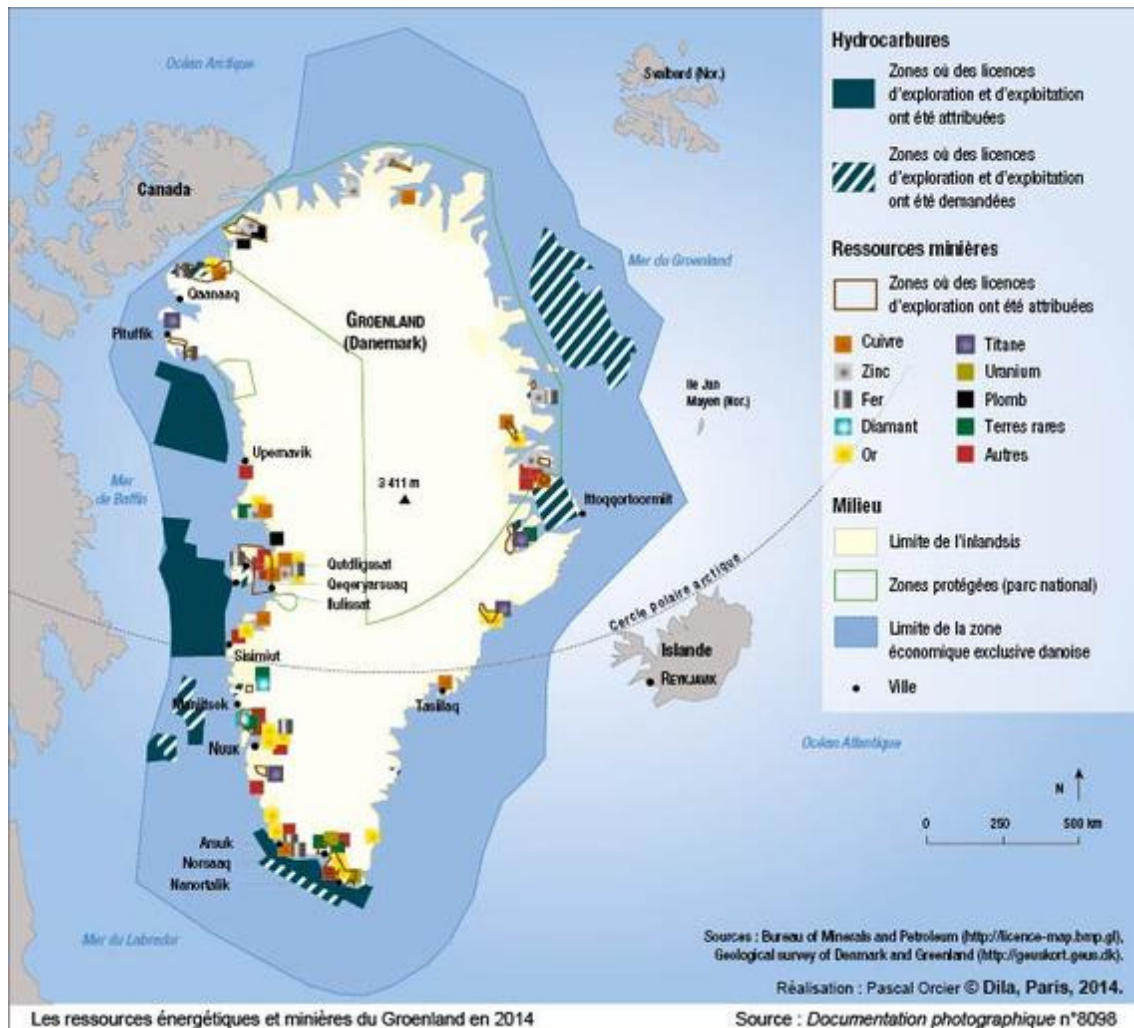 Océan Arctique
Svalbard (Nor.)
Canada
Mer du Groenland
Qaanaaq
GROENLAND
(Danemark)
Pituffik
Ile Jan
Mayen (Nor.)
Upernavik
3 411 m
Mer
de Baffin
Ittoqqortoormiit
Qutdligssat
Qeqeryarsuaq
Ilulissat
Cercle polaire arctique
Sisimiut
Islande
REYKJAVIK
Maniitsok
Tasiilaq
NUUK
Océan Atlantique
Arsuk
Norsaaq
Nanortalik
Mer du Labrador
Hydrocarbures
Zones où des licences
d'exploration et d'exploitation
ont été attribuées
Zones où des licences
d'exploration et d'exploitation
ont été demandées
Ressources minières
Zones où des licences
d'exploration ont été attribuées
Cuivre
Titane
Zinc
Uranium
Fer
Plomb
Diamant
Terres rares
Or
Autres
Milieu
Limite de l'inlandsis
Zones protégées (parc national)
Limite de la zone
économique exclusive danoise
Ville
N
0 250 500 km
Sources : Bureau of Minerals and Petroleum (http://licence-map.bmp.gl),
Geological survey of Denmark and Greenland (http://geuskort.geus.dk).
Réalisation : Pascal Orcier © Dila, Paris, 2014.
Les ressources énergétiques et minières du Groenland en 2014
Source : Documentation photographique n°8098